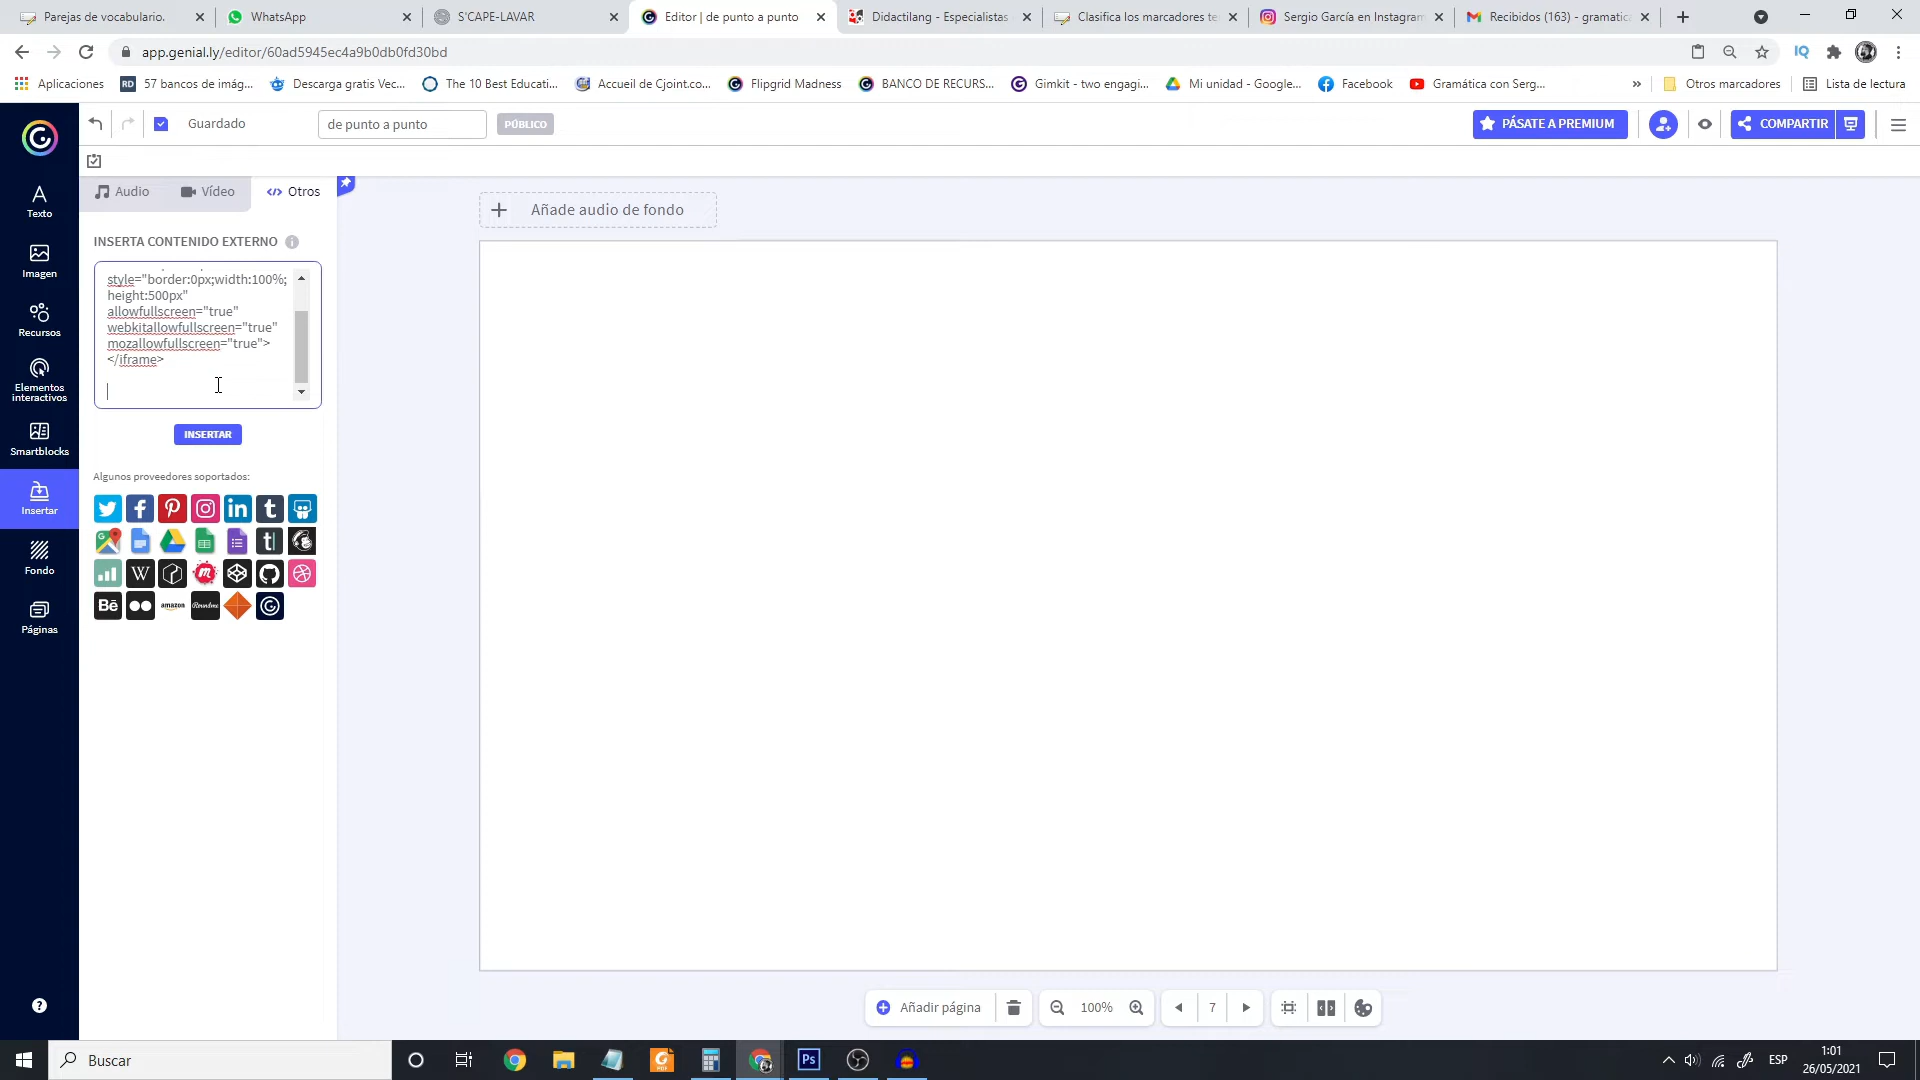 Parejas de vocabulario.
WhatsApp
S'CAPE-LAVAR
Editor | de punto a punto
Didactilang - Especialistas
Clasifica los marcadores te
Sergio García en Instagram
Recibidos (163) - gramatic
app.genial.ly/editor/60ad5945ec4a9b0db0fd30bd
Aplicaciones
57 bancos de imág...
Descarga gratis Vec...
The 10 Best Educati...
Accueil de Cjoint.co...
Flipgrid Madness
BANCO DE RECURS...
Gimkit - two engagi...
Mi unidad - Google...
Facebook
Gramática con Serg...
»
Otros marcadores
Lista de lectura
Guardado
de punto a punto
PÚBLICO
PÁSATE A PREMIUM
COMPARTIR
Audio
Vídeo
Otros
Añade audio de fondo
INSERTA CONTENIDO EXTERNO
style="border:0px;width:100%;
height:500px"
allowfullscreen="true"
webkitallowfullscreen="true"
mozallowfullscreen="true">
</iframe>
INSERTAR
Algunos proveedores soportados:
amazon
Roundme
Texto
Imagen
Recursos
Elementos
interactivos
Smartblocks
Insertar
Fondo
Páginas
Añadir página
100%
7
Buscar
ESP
1:01
26/05/2021